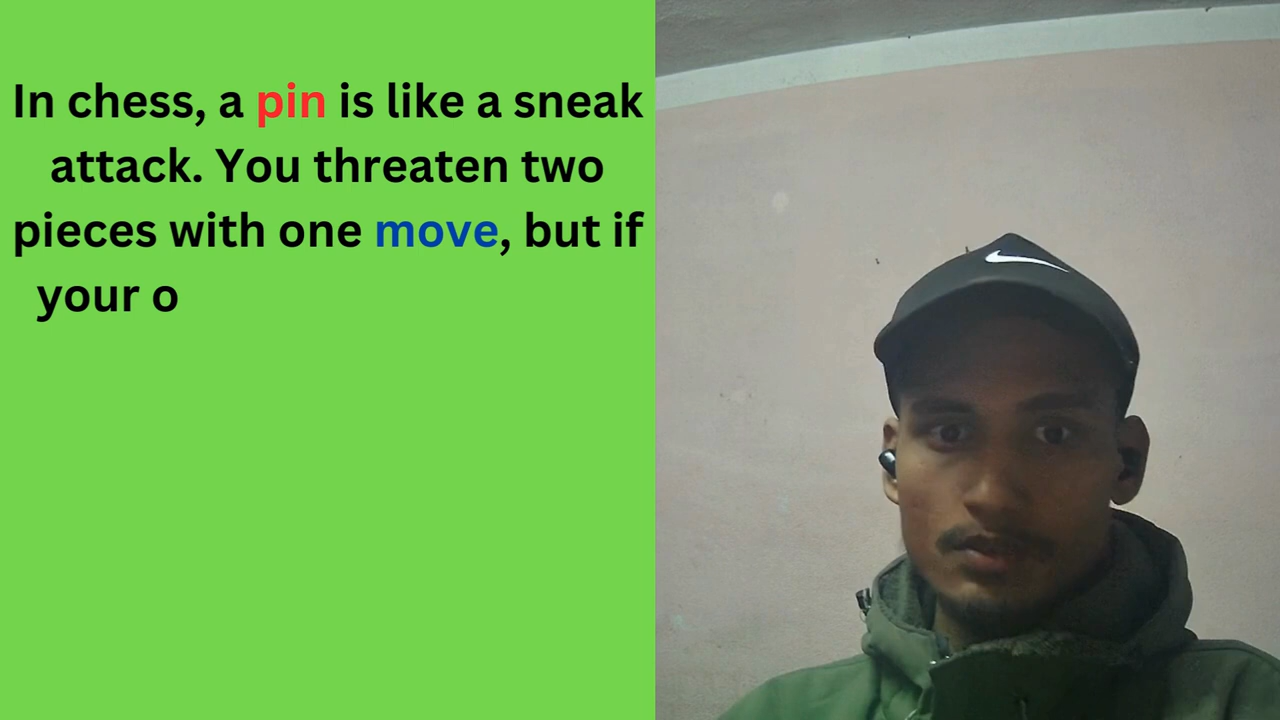 In chess, a pin is like a sneak
attack. You threaten two
pieces with one move, but if
your o